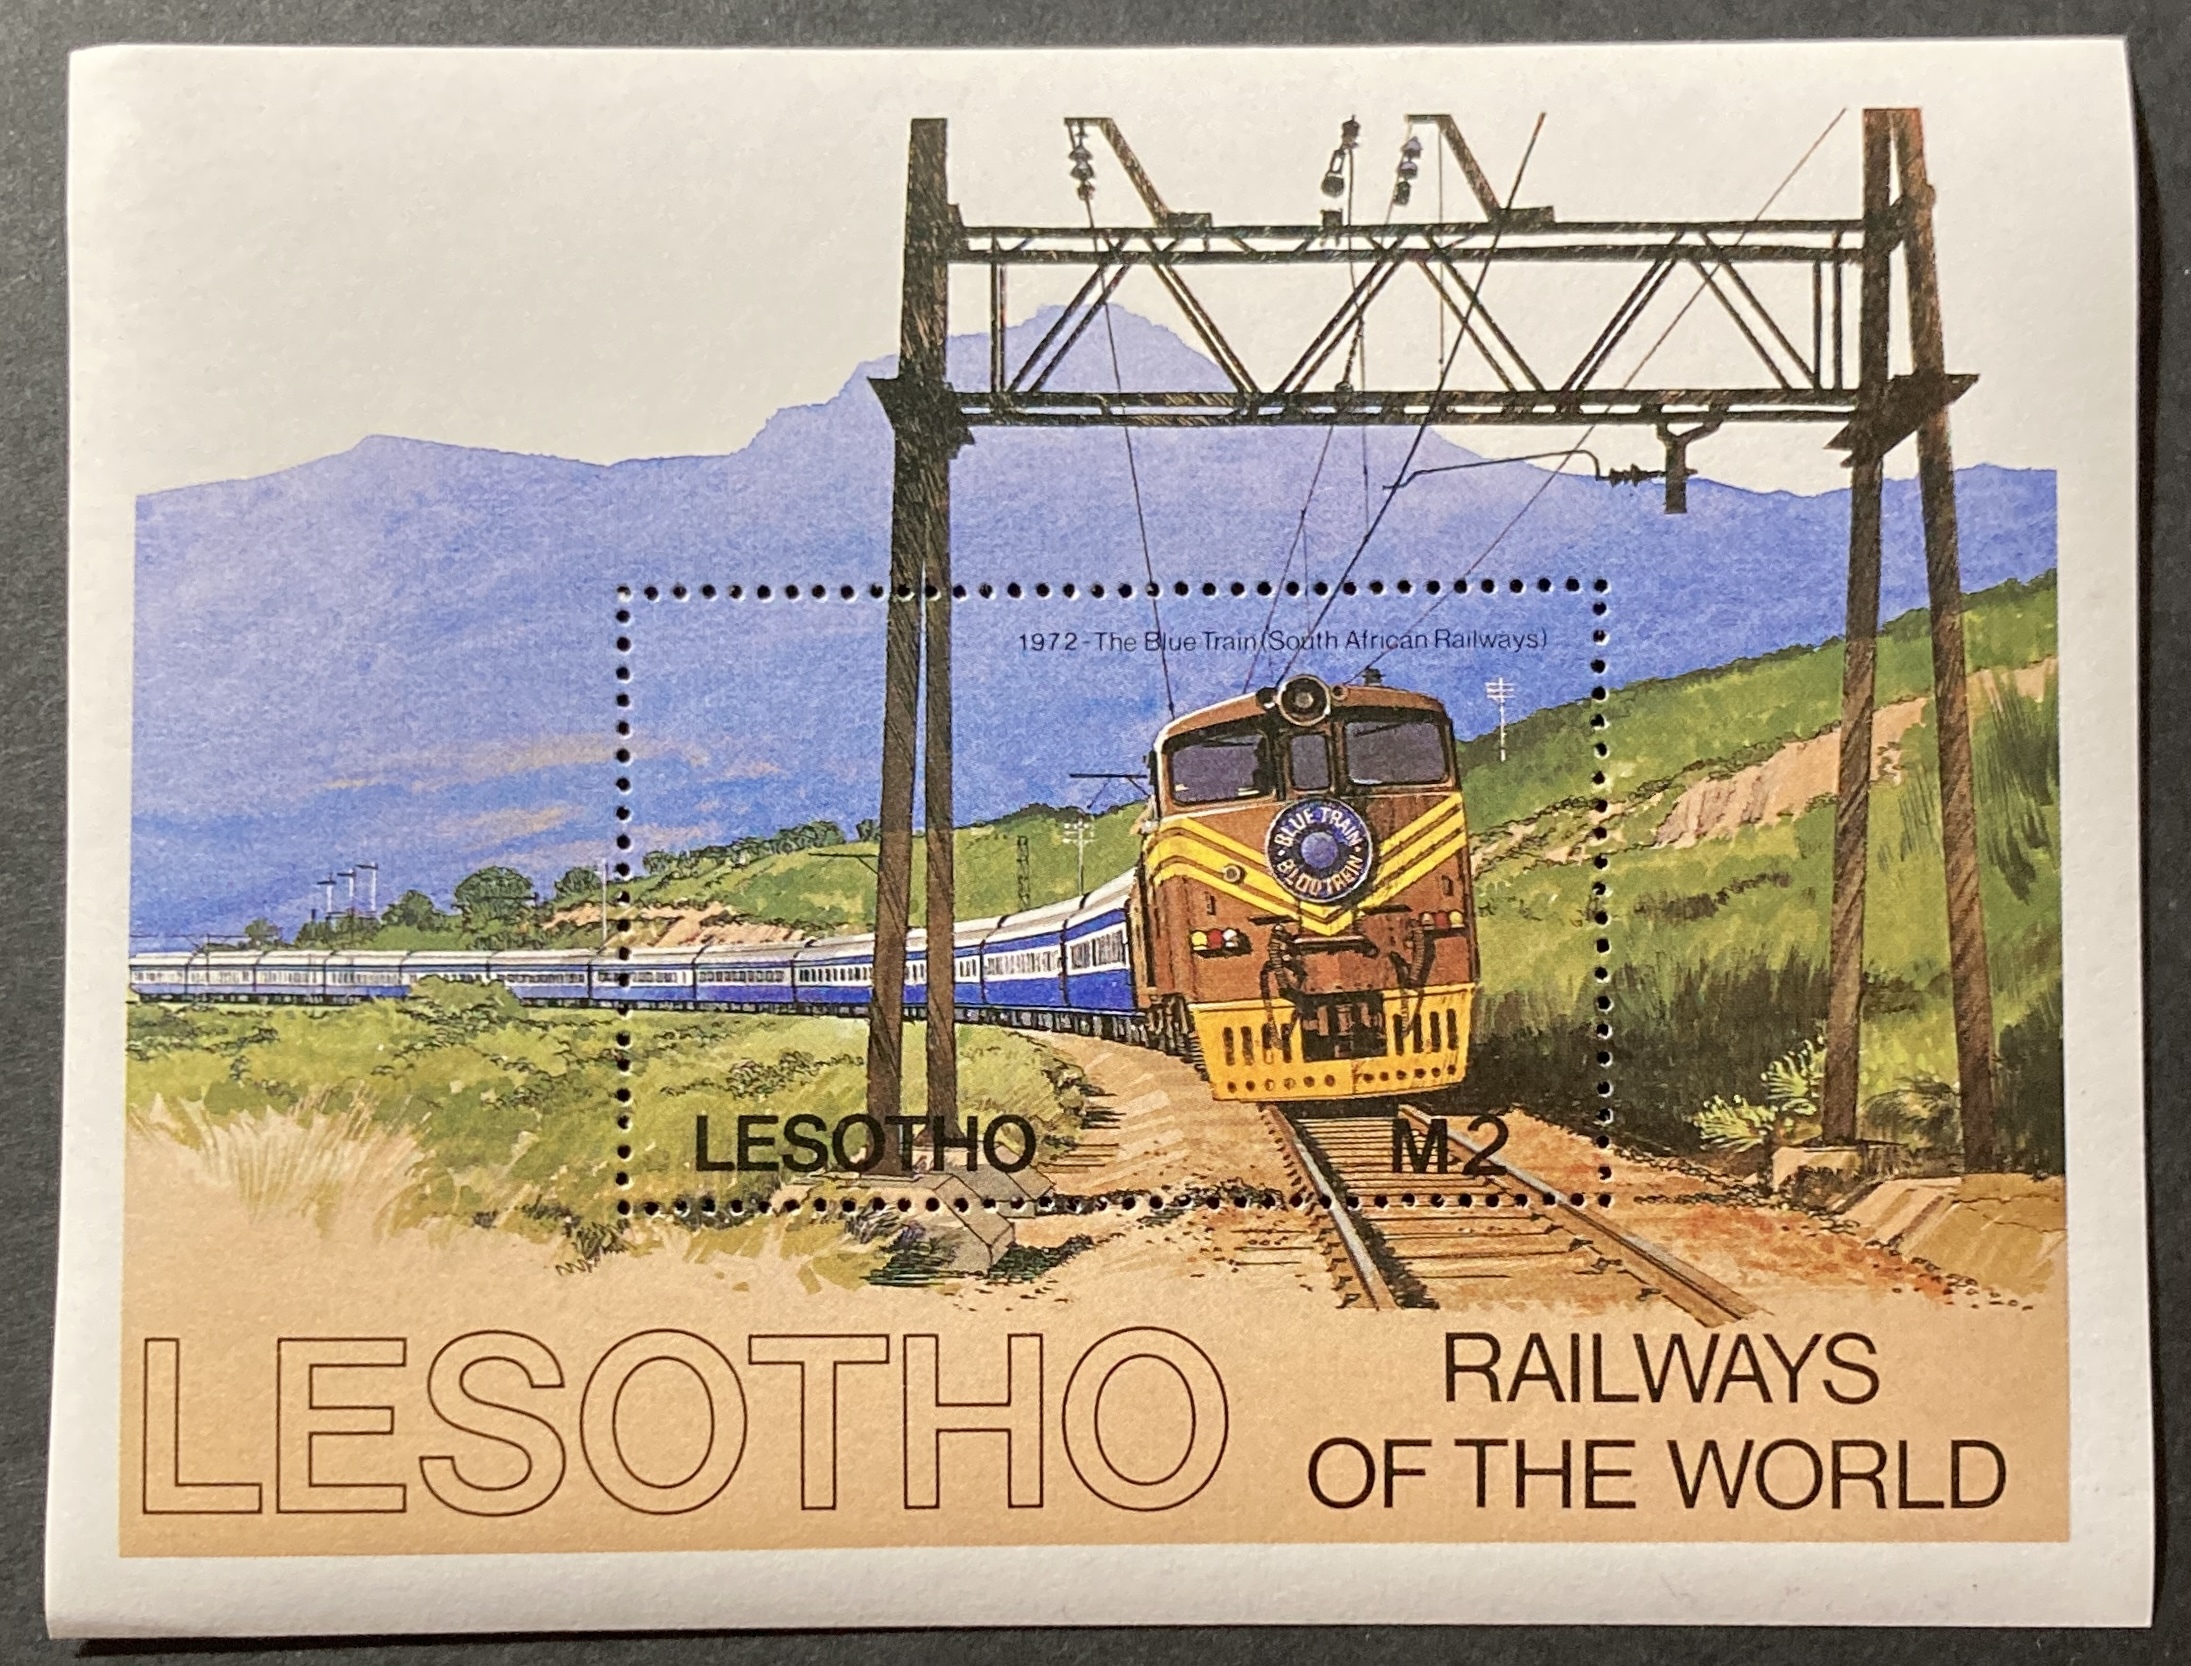 1972-The Blue Train (South African Railways)
BLUE TRAIN
BLOUTREIN
LESOTHO
M2
LESOTHO
RAILWAYS
OF THE WORLD